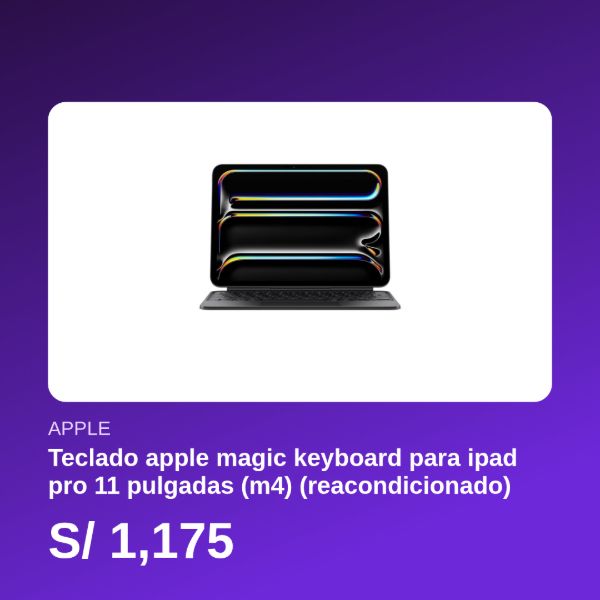 APPLE
Teclado apple magic keyboard para ipad
pro 11 pulgadas (m4) (reacondicionado)
S/ 1,175